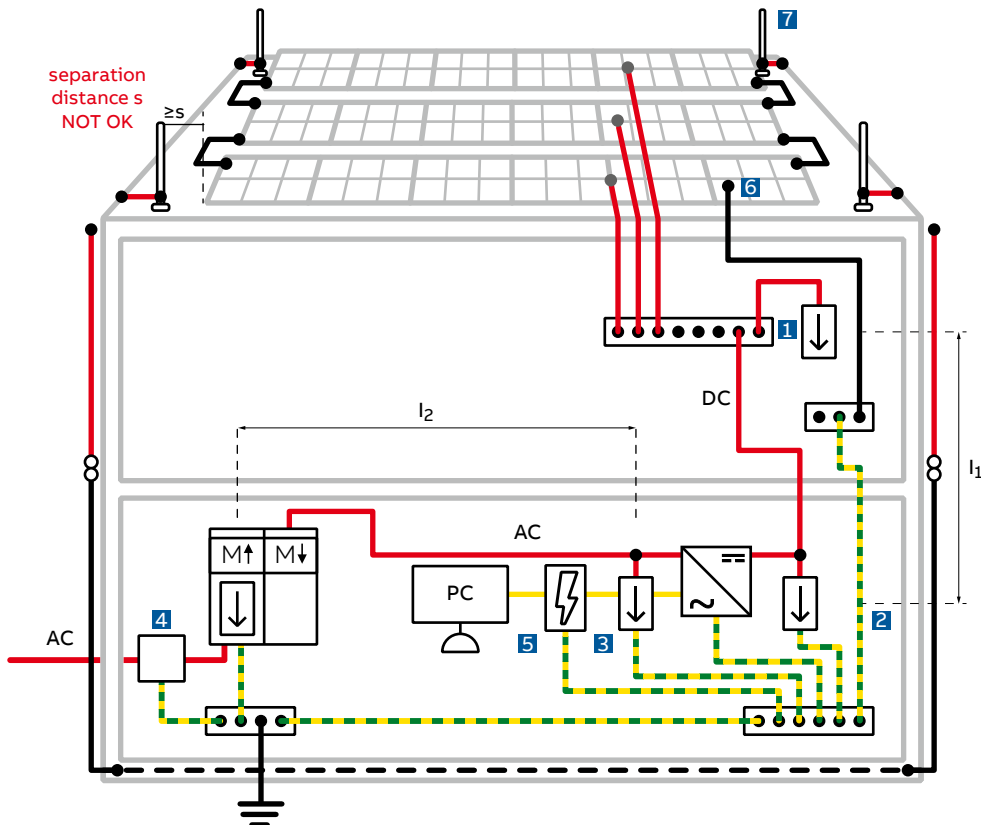 7
separation
distance s
NOT OK
≥s
6
1
DC
l2
l1
M↑ M↓
AC
PC
4
5
3
2
AC